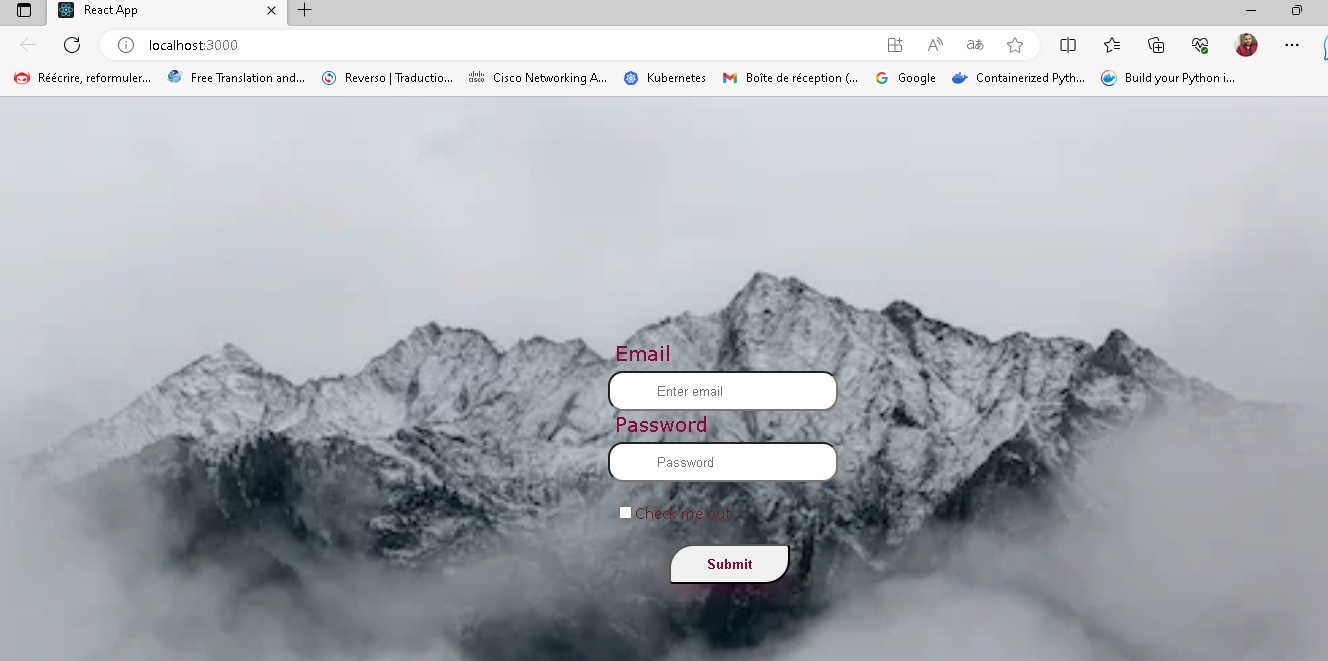 React App
localhost:3000
Réécrire, reformuler... Free Translation and... Reverso | Traductio... Cisco Networking A... Kubernetes Boîte de réception (... Google Containerized Pyth... Build your Python i...
Email
Enter email
Password
Password
Check me out
Submit